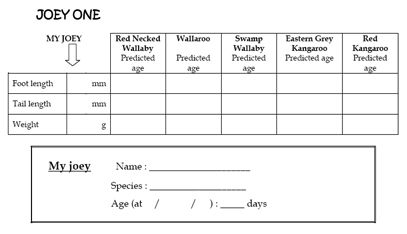 JOEY ONE
MY JOEY
Red Necked Wallaby Predicted age
Wallaroo Predicted age
Swamp Wallaby Predicted age
Eastern Grey Kangaroo Predicted age
Red Kangaroo Predicted age
Foot length mm
Tail length mm
Weight g
My joey Name : ____________________
Species : ____________________
Age (at / / ) : _____ days